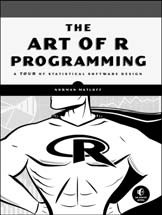 THE
ART OF R
PROGRAMMING
A TOUR OF STATISTICAL SOFTWARE DESIGN
NORMAN MATLOFF
R